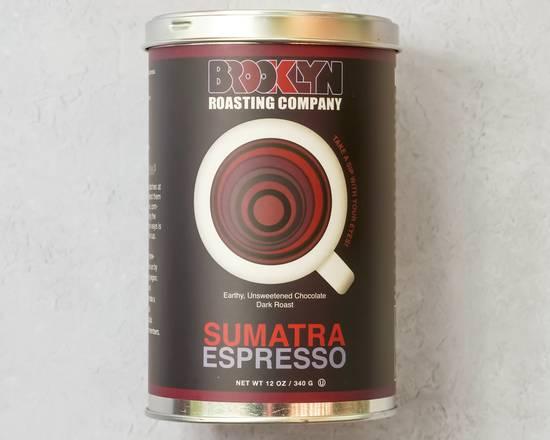 BROOKLYN
ROASTING COMPANY
TAKE A DIP WITH YOUR EYES!
Earthy, Unsweetened Chocolate
Dark Roast
SUMATRA
ESPRESSO
NET WT 12 OZ / 340 G Ⓤ